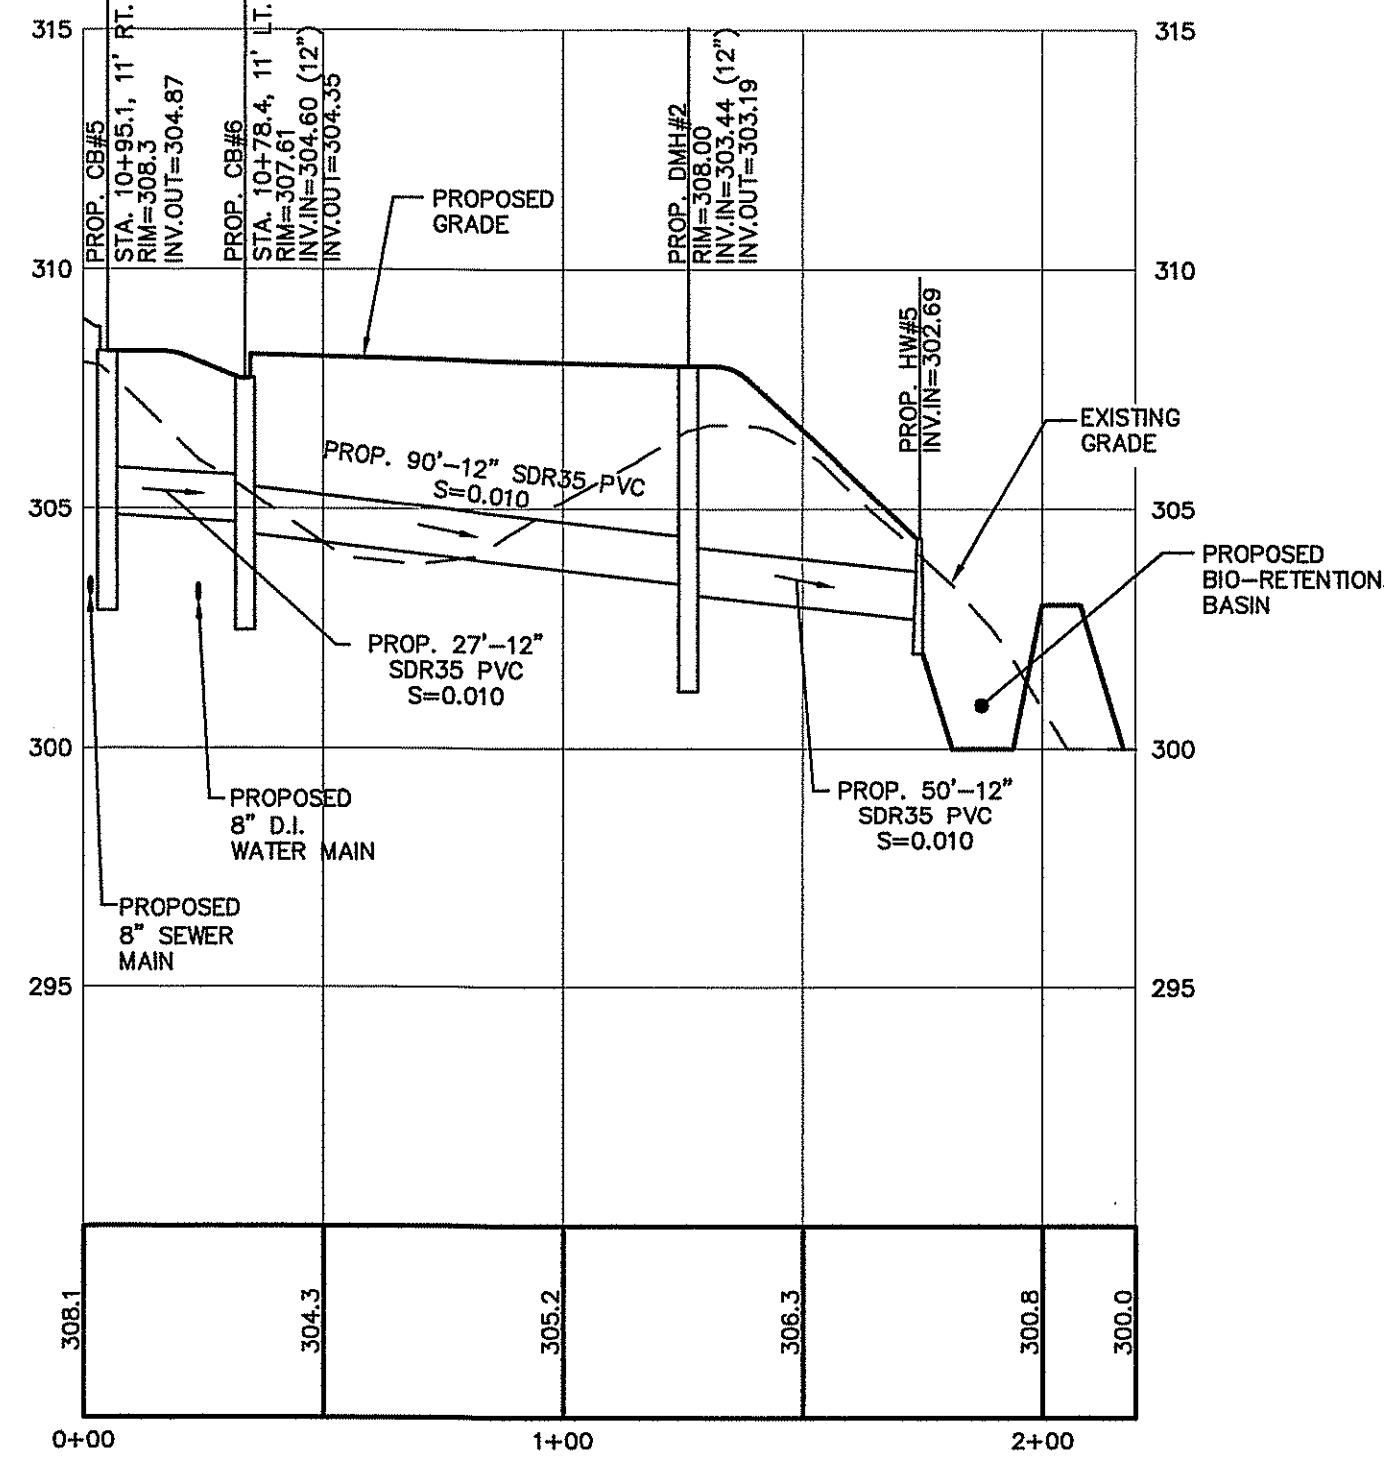 315
315
PROP. CB#5
STA. 10+95.1, 11' RT.
RIM=308.3
INV.OUT=304.87
PROP. CB#6
STA. 10+78.4, 11' LT.
RIM=307.61
INV.IN=304.60 (12")
INV.OUT=304.35
PROPOSED
GRADE
PROP. DMH#2
RIM=308.00
INV.IN=303.44 (12")
INV.OUT=303.19
310
310
PROP. HW#5
INV.IN=302.69
EXISTING
GRADE
PROP. 90'-12" SDR35 PVC
S=0.010
305
305
PROPOSED
BIO-RETENTION
BASIN
PROP. 27'-12"
SDR35 PVC
S=0.010
300
300
PROP. 50'-12"
SDR35 PVC
S=0.010
PROPOSED
8" D.I.
WATER MAIN
PROPOSED
8" SEWER
MAIN
295
295
308.1
304.3
305.2
306.3
300.8
300.0
0+00
1+00
2+00